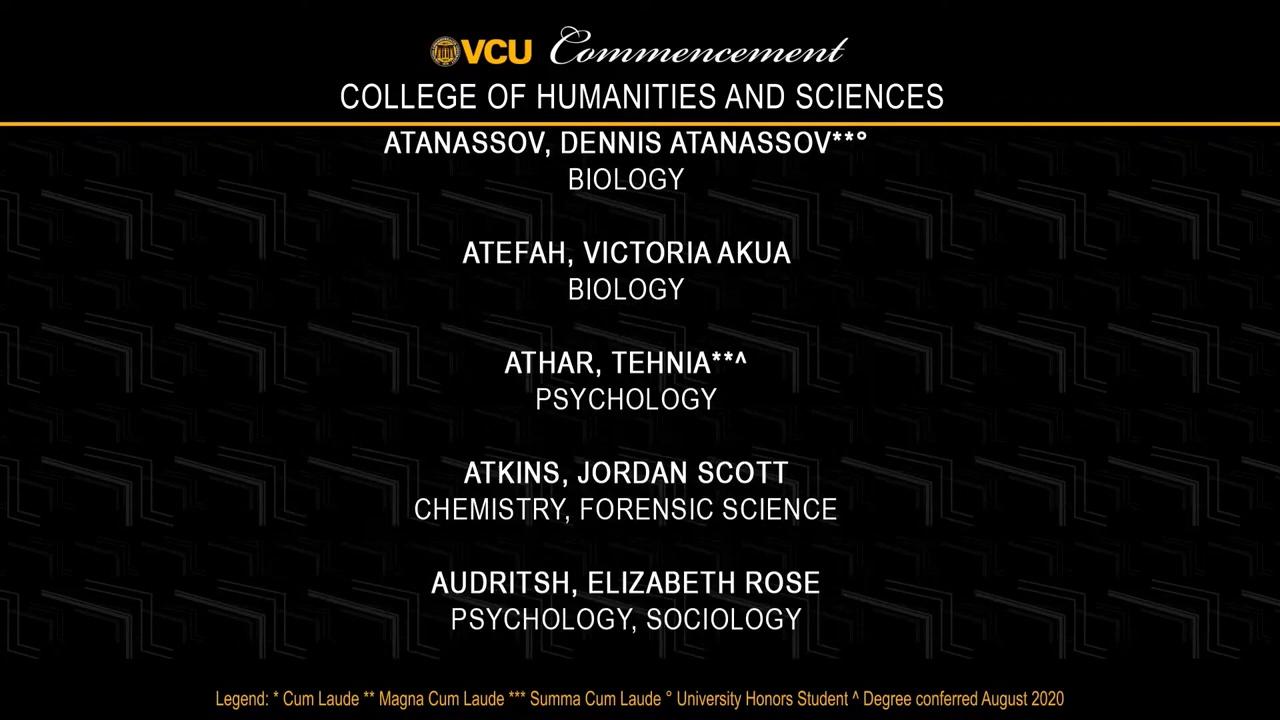 VCU Commencement
COLLEGE OF HUMANITIES AND SCIENCES
ATANASSOV, DENNIS ATANASSOV**°
BIOLOGY
ATEFAH, VICTORIA AKUA
BIOLOGY
ATHAR, TEHNIA**^
PSYCHOLOGY
ATKINS, JORDAN SCOTT
CHEMISTRY, FORENSIC SCIENCE
AUDRITSH, ELIZABETH ROSE
PSYCHOLOGY, SOCIOLOGY
Legend: * Cum Laude ** Magna Cum Laude *** Summa Cum Laude ° University Honors Student ^ Degree conferred August 2020